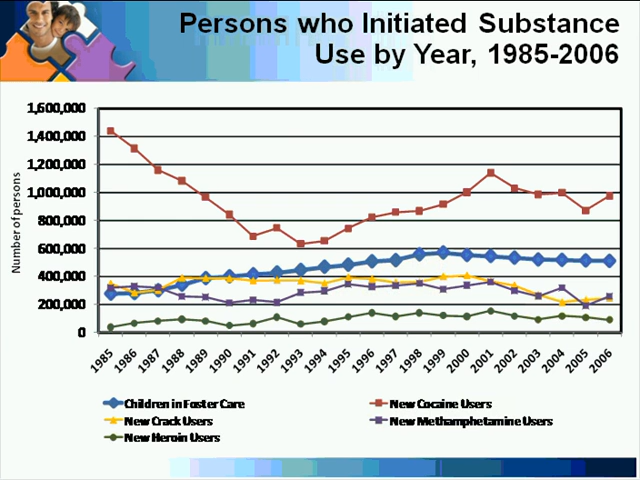 Persons who Initiated Substance
Use by Year, 1985-2006
Number of persons
1,600,000
1,400,000
1,200,000
1,000,000
800,000
600,000
400,000
200,000
0
1985 1986 1987 1988 1989 1990 1991 1992 1993 1994 1995 1996 1997 1998 1999 2000 2001 2002 2003 2004 2005 2006
Children in Foster Care New Cocaine Users
New Crack Users New Methamphetamine Users
New Heroin Users